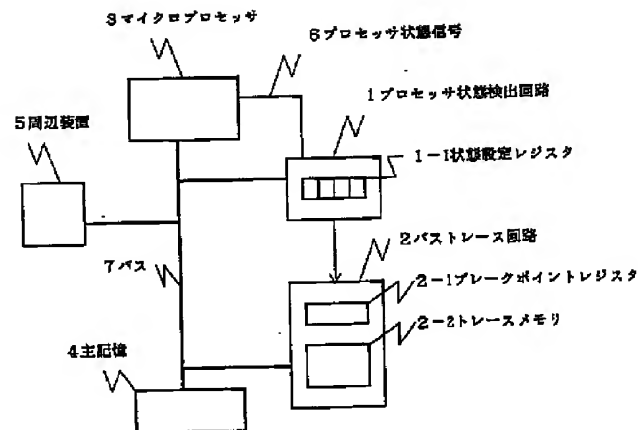 3マイクロプロセッサ
6プロセッサ状態信号
1プロセッサ状態検出回路
5周辺装置
1-1状態設定レジスタ
2バストレース回路
7バス
2-1ブレークポイントレジスタ
2-2トレースメモリ
4主記憶